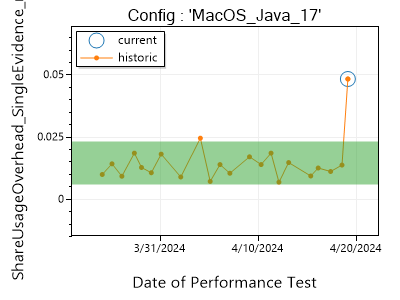 Config : 'MacOS_Java_17'
ShareUsageOverhead_SingleEvidence_
current
historic
0.05
0.025
0
3/31/2024
4/10/2024
4/20/2024
Date of Performance Test